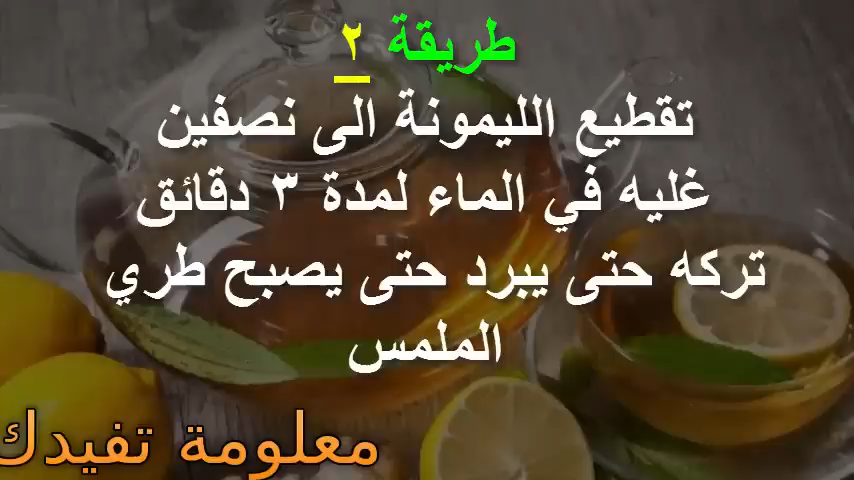 طريقة ٢
تقطيع الليمونة الى نصفين
غليه في الماء لمدة ٣ دقائق
تركه حتى يبرد حتى يصبح طري
الملمس
معلومة تفيدك